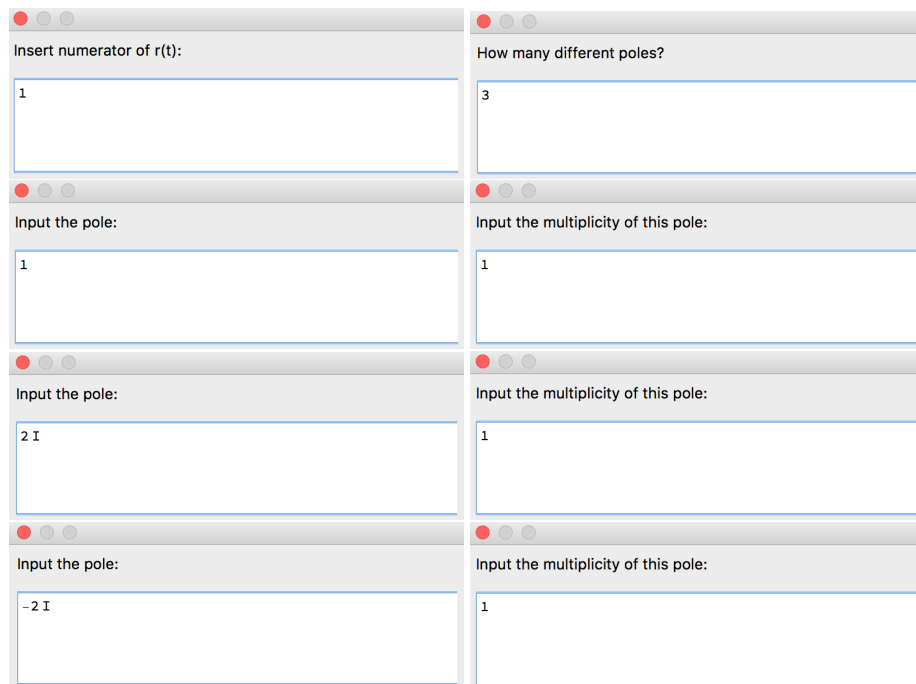 Insert numerator of r(t):
1
How many different poles?
3
Input the pole:
1
Input the multiplicity of this pole:
1
Input the pole:
2 I
Input the multiplicity of this pole:
1
Input the pole:
-2 I
Input the multiplicity of this pole:
1